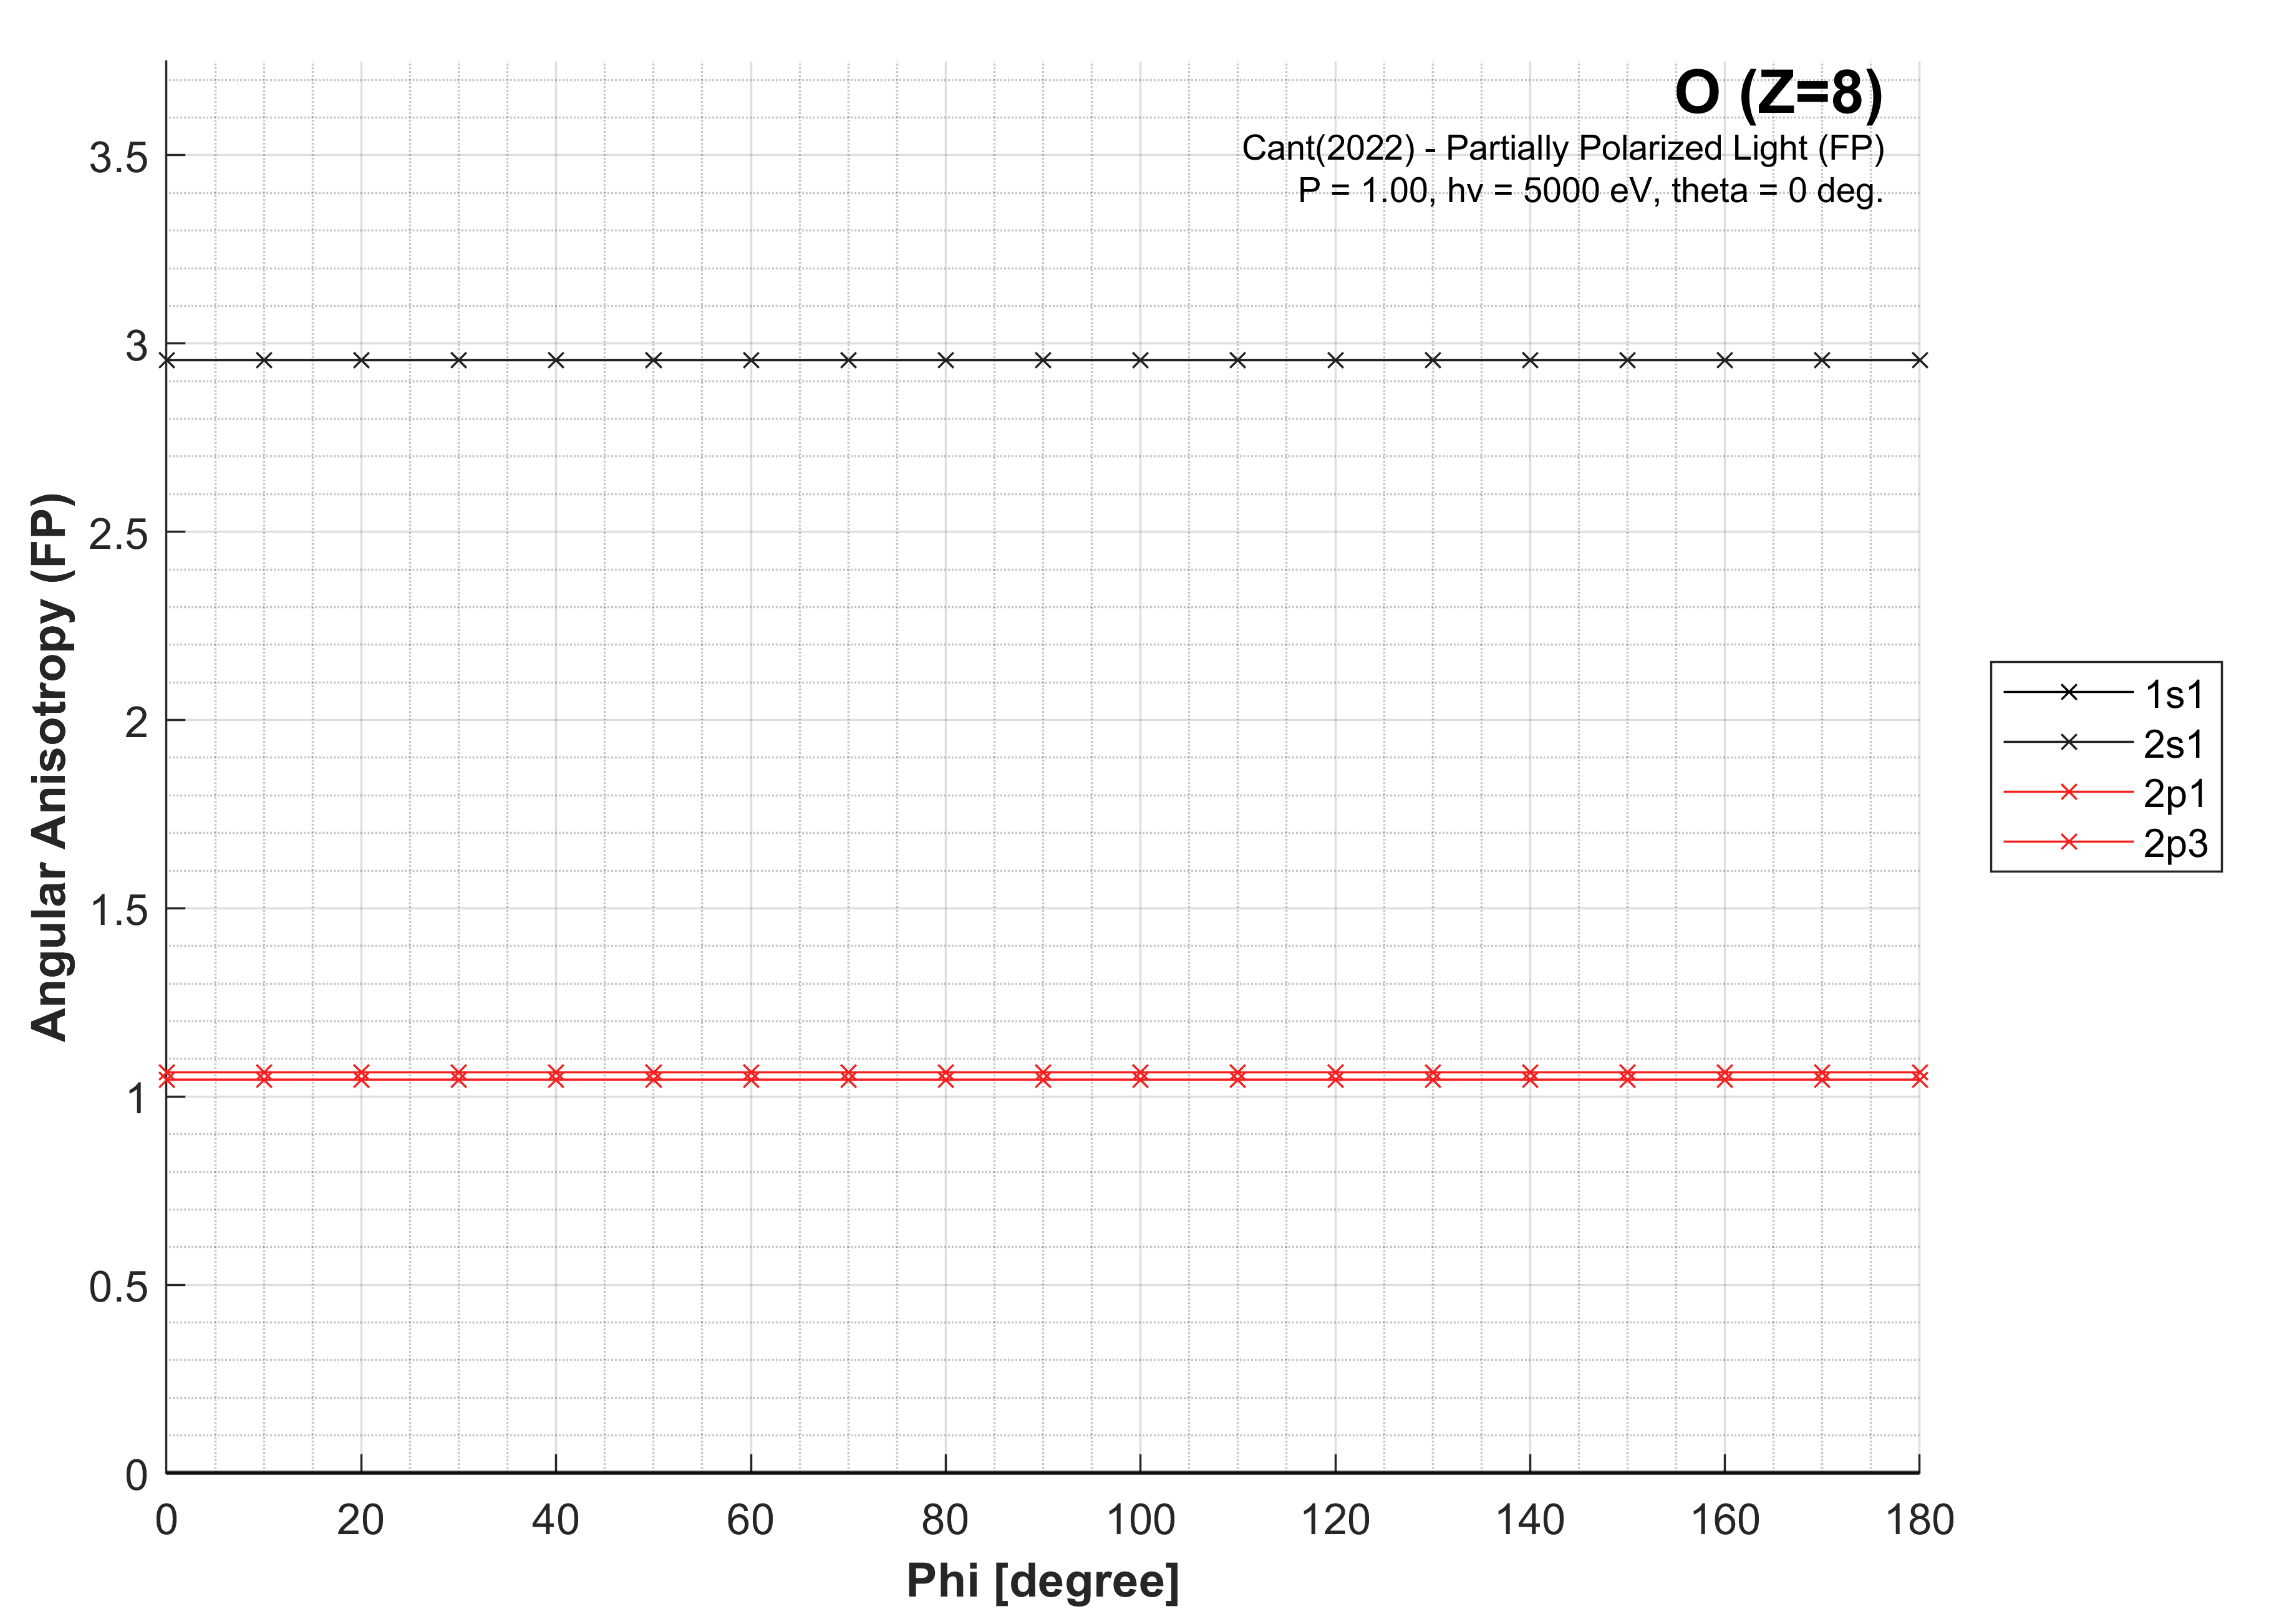 O (Z=8)
Cant(2022) - Partially Polarized Light (FP)
P = 1.00, hv = 5000 eV, theta = 0 deg.
Angular Anisotropy (FP)
3.5
3
2.5
2
1.5
1
0.5
0
0 20 40 60 80 100 120 140 160 180
Phi [degree]
1s1
2s1
2p1
2p3